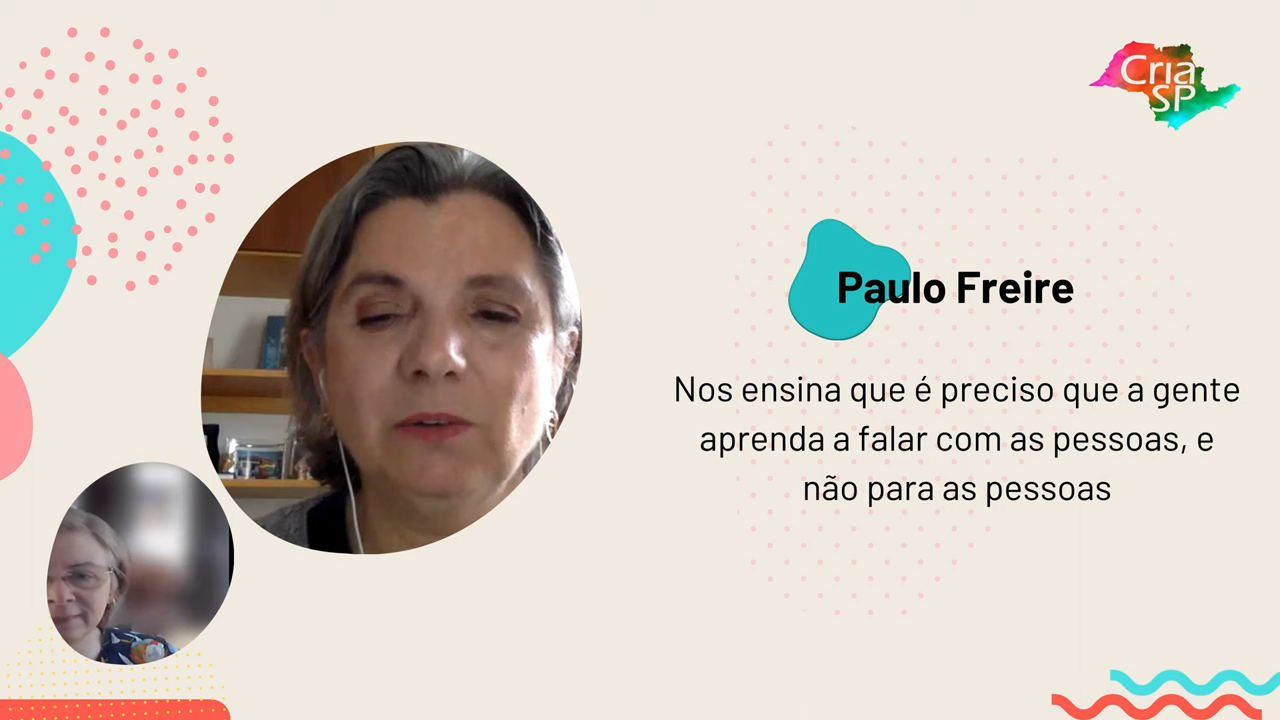 Cria
SP
Paulo Freire
Nos ensina que é preciso que a gente
aprenda a falar com as pessoas, e
não para as pessoas